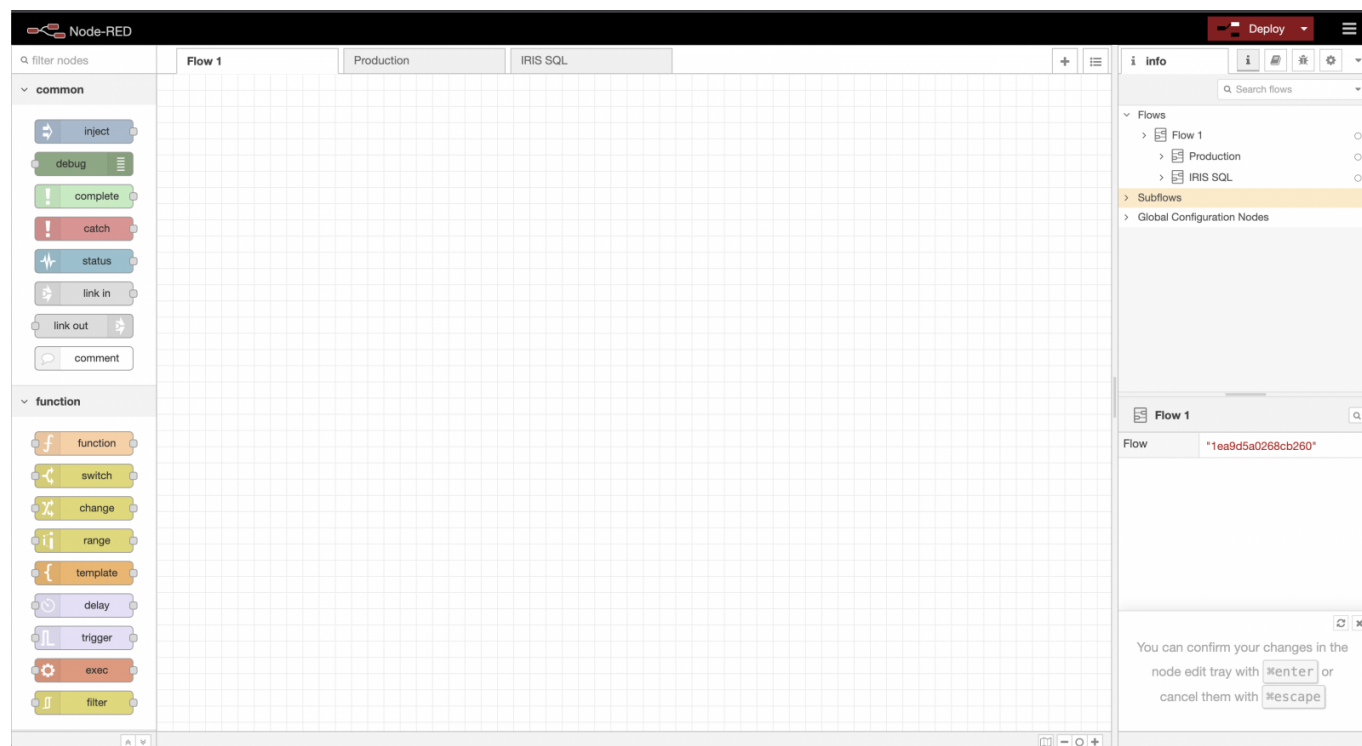 Node-RED
Deploy
filter nodes
Flow 1
Production
IRIS SQL
i info
i
Search flows
common
inject
debug
complete
catch
status
link in
link out
comment
function
function
switch
change
range
template
delay
trigger
exec
filter
Flows
Flow 1
Production
IRIS SQL
Subflows
Global Configuration Nodes
Flow 1
Flow
"1ea9d5a0268cb260"
You can confirm your changes in the
node edit tray with ⌘enter or
cancel them with ⌘escape